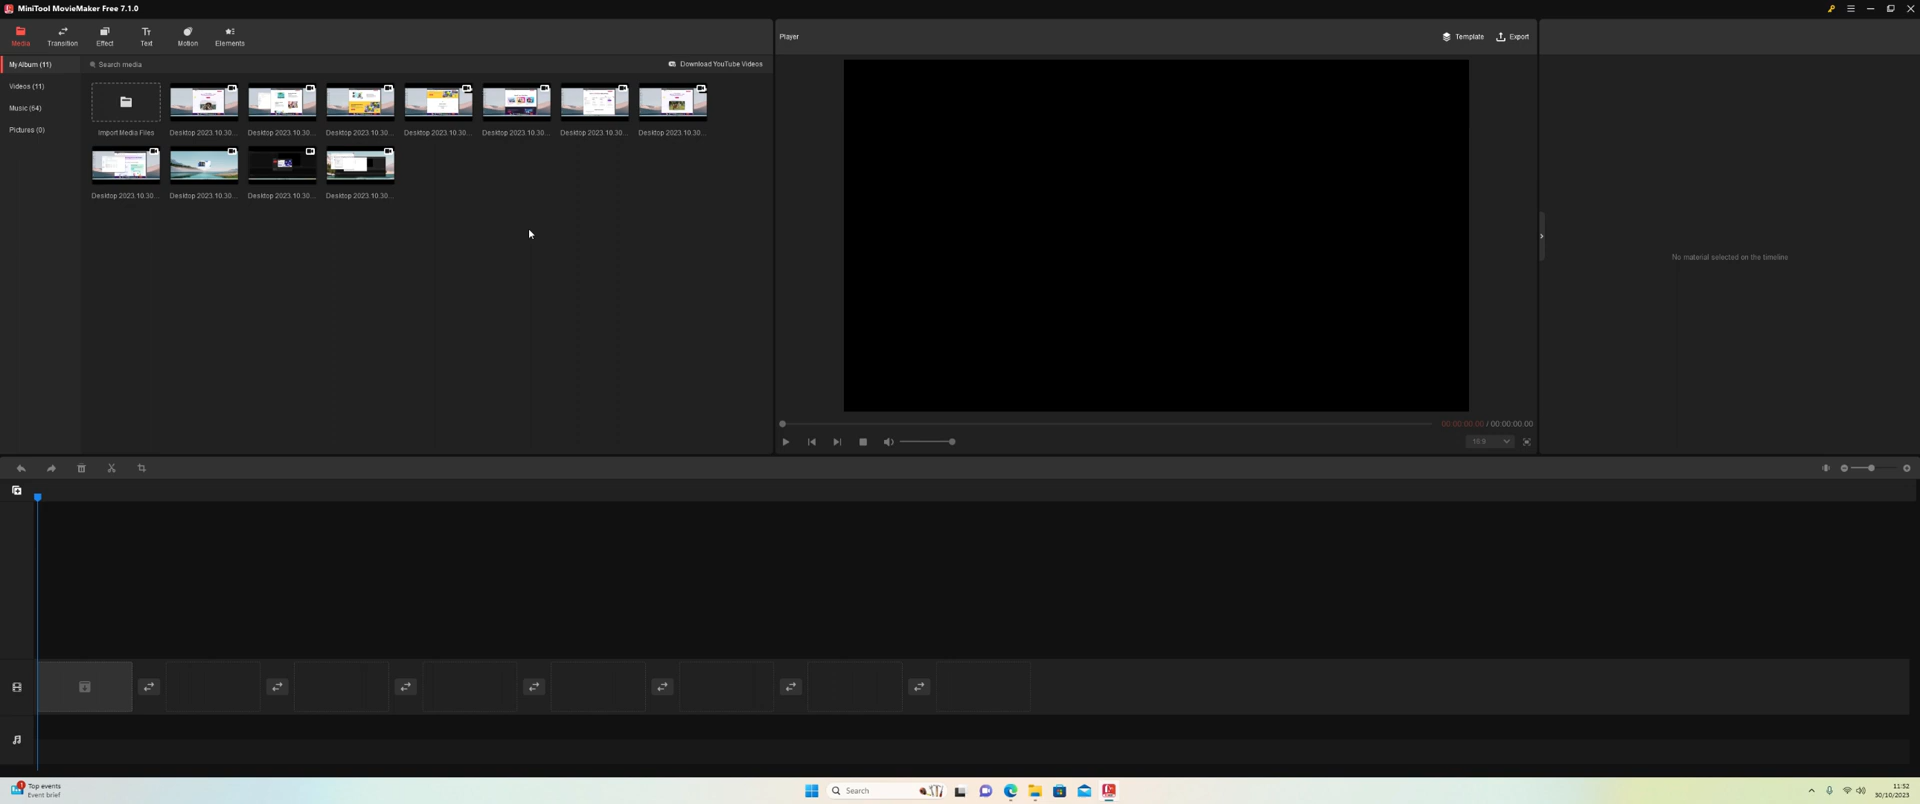 MiniTool MovieMaker Free 7.1.0
Media
Transition
Effect
Text
Motion
Elements
Player
Template
Export
My Album (11)
Search media
Download YouTube Videos
Videos (11)
Music (64)
Pictures (0)
Import Media Files
Desktop 2023.10.30...
Desktop 2023.10.30...
Desktop 2023.10.30...
Desktop 2023.10.30...
Desktop 2023.10.30...
Desktop 2023.10.30...
Desktop 2023.10.30...
Desktop 2023.10.30...
Desktop 2023.10.30...
Desktop 2023.10.30...
Desktop 2023.10.30...
No material selected on the timeline
00:00:00.00 / 00:00:00.00
16:9
1
Top events
Event brief
Search
11:52
30/10/2023